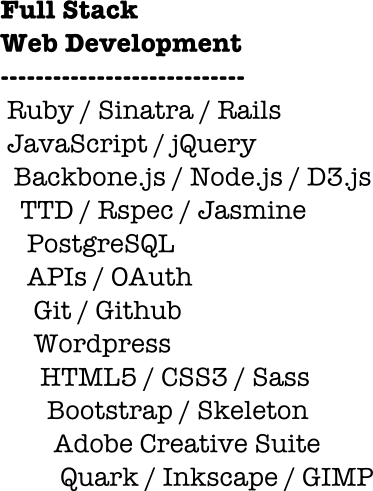 Full Stack
Web Development
----------------------------
Ruby / Sinatra / Rails
JavaScript / jQuery
Backbone.js / Node.js / D3.js
TTD / Rspec / Jasmine
PostgreSQL
APIs / OAuth
Git / Github
Wordpress
HTML5 / CSS3 / Sass
Bootstrap / Skeleton
Adobe Creative Suite
Quark / Inkscape / GIMP